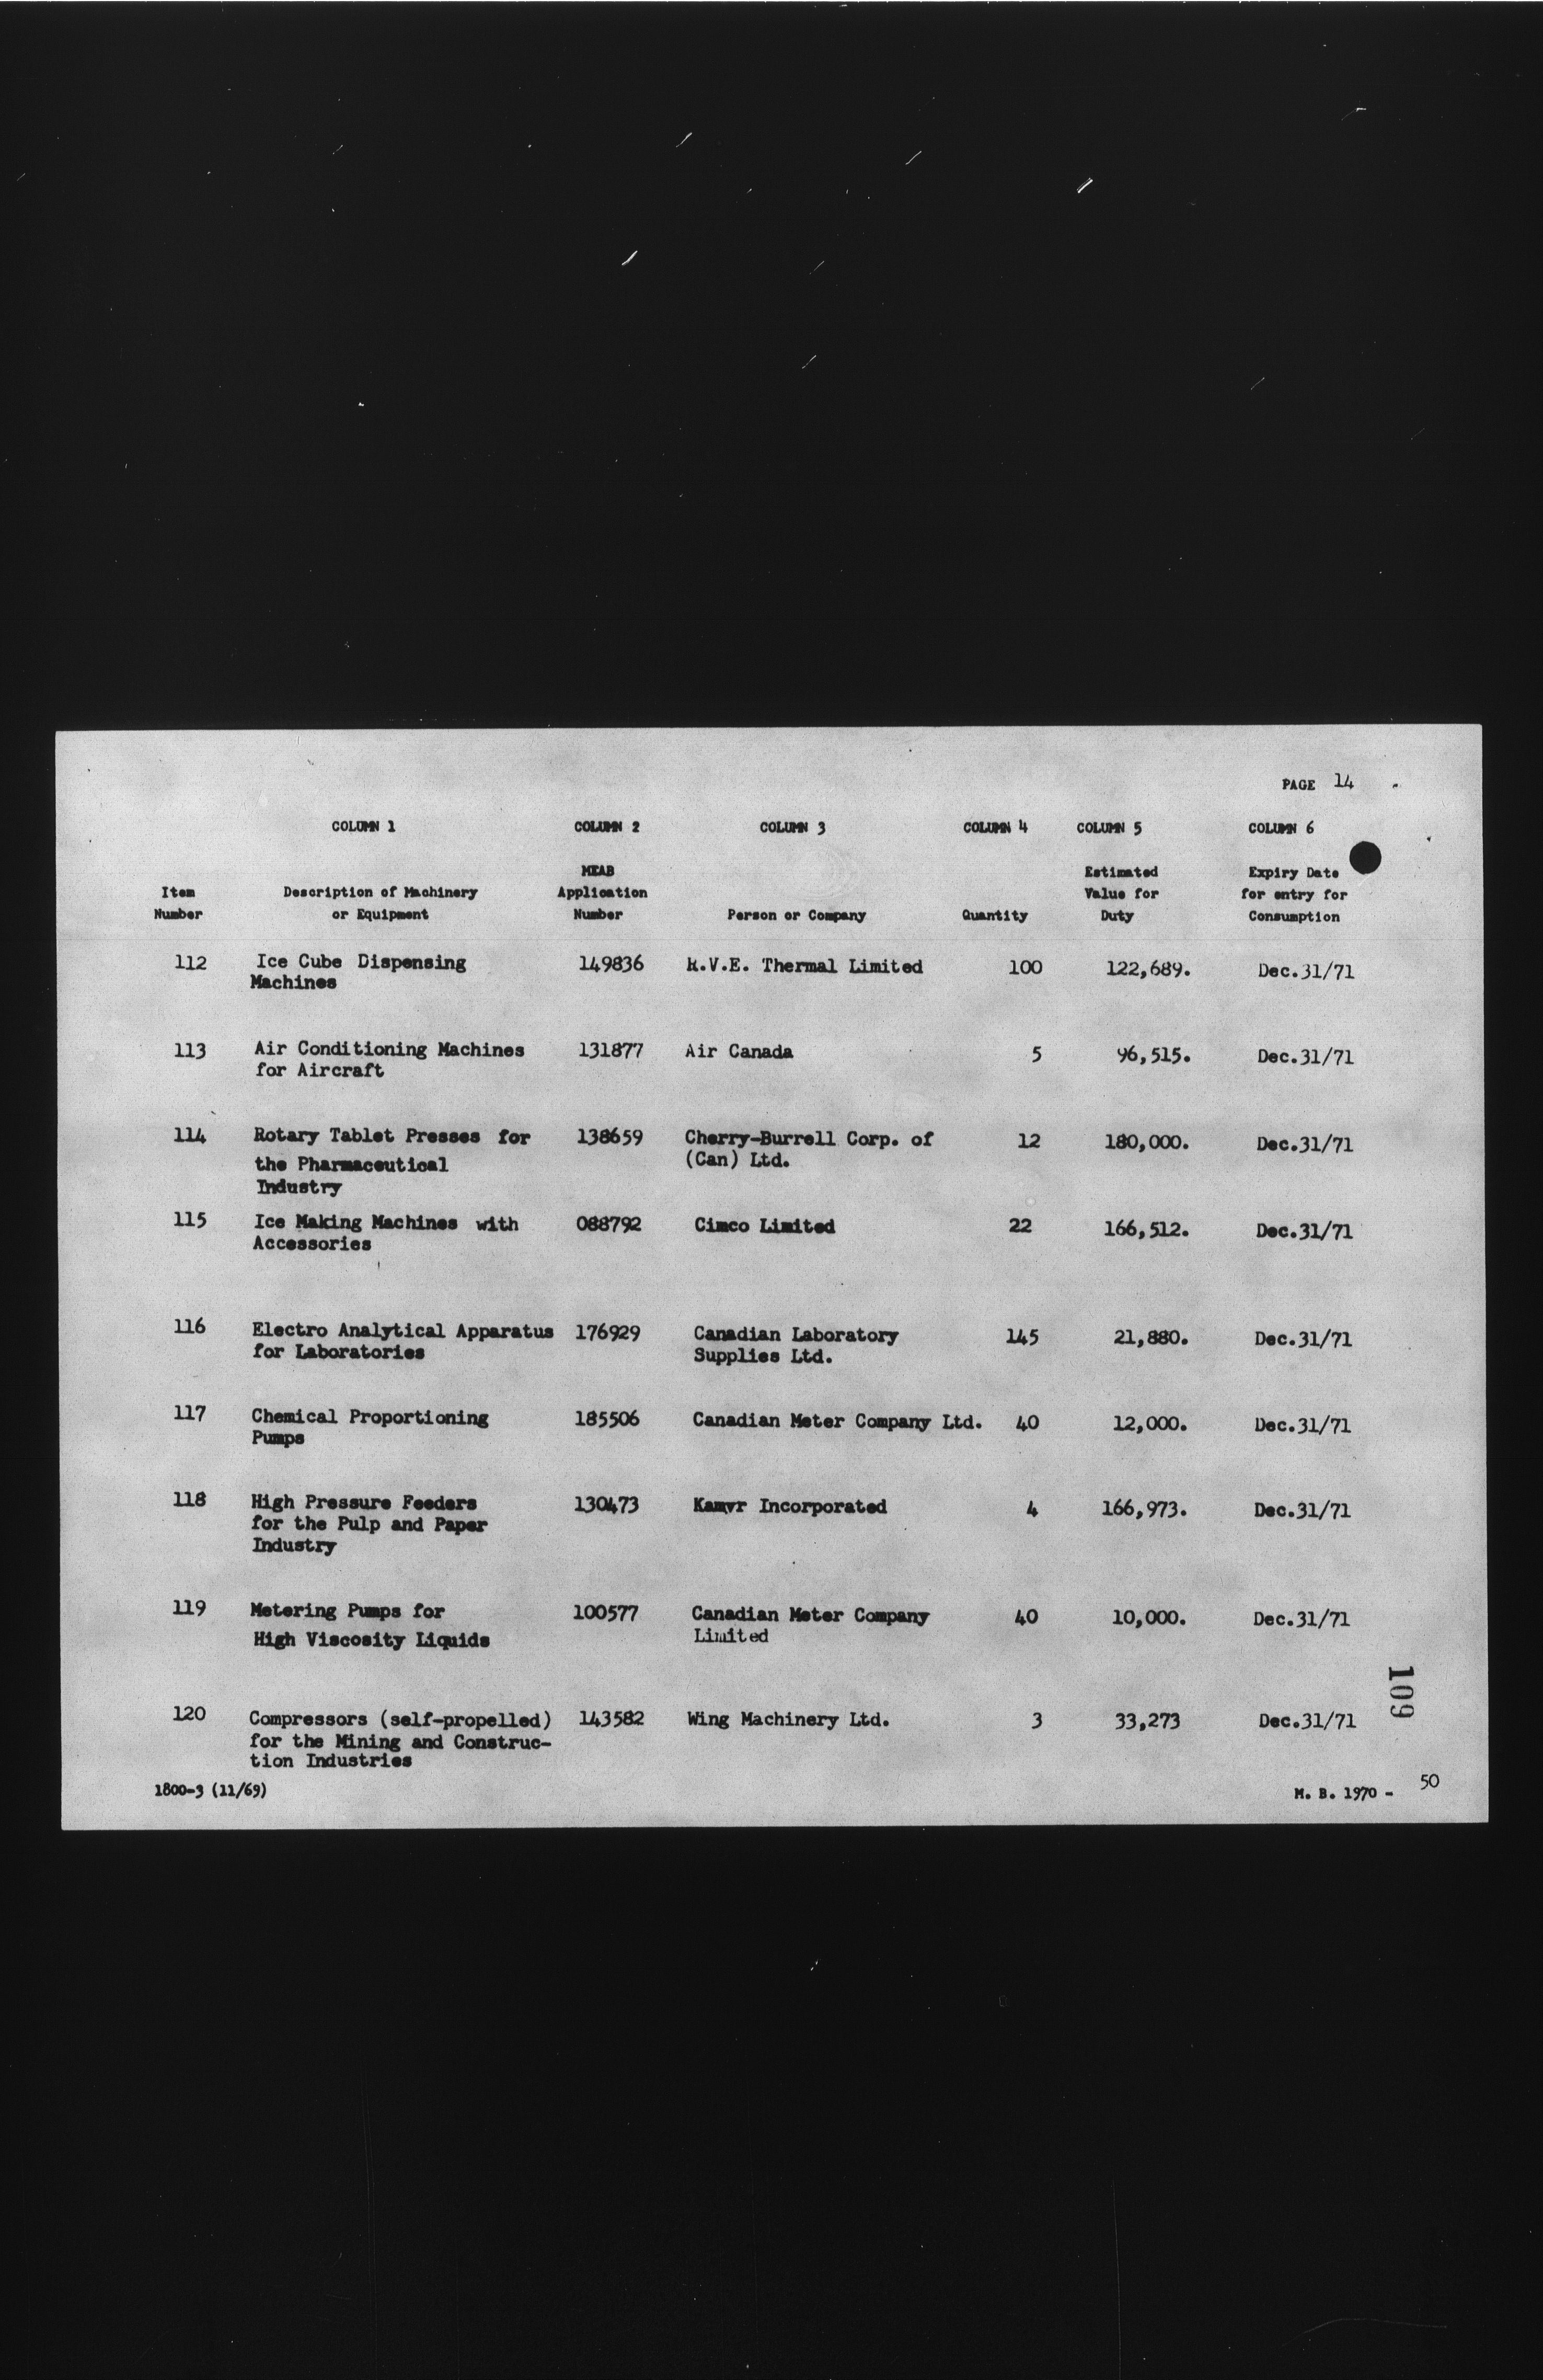 PAGE 14
COLUMN 1 COLUMN 2 COLUMN 3 COLUMN 4 COLUMN 5 COLUMN 6
MEAB Estimated Expiry Date
Item Description of Machinery Application Value for for entry for
Number or Equipment Number Person or Company Quantity Duty Consumption
112 Ice Cube Dispensing 149836 R.V.E. Thermal Limited 100 122,689. Dec.31/71
Machines
113 Air Conditioning Machines 131877 Air Canada 5 96,515. Dec.31/71
for Aircraft
114 Rotary Tablet Presses for 138659 Cherry-Burrell Corp. of 12 180,000. Dec.31/71
the Pharmaceutical (Can) Ltd.
Industry
115 Ice Making Machines with 088792 Cimco Limited 22 166,512. Dec.31/71
Accessories
116 Electro Analytical Apparatus 176929 Canadian Laboratory 145 21,880. Dec.31/71
for Laboratories Supplies Ltd.
117 Chemical Proportioning 185506 Canadian Meter Company Ltd. 40 12,000. Dec.31/71
Pumps
118 High Pressure Feeders 130473 Kamyr Incorporated 4 166,973. Dec.31/71
for the Pulp and Paper
Industry
119 Metering Pumps for 100577 Canadian Meter Company 40 10,000. Dec.31/71
High Viscosity Liquids Limited
120 Compressors (self-propelled) 143582 Wing Machinery Ltd. 3 33,273 Dec.31/71
for the Mining and Construc-
tion Industries
109
1800-3 (11/69) M. B. 1970 - 50